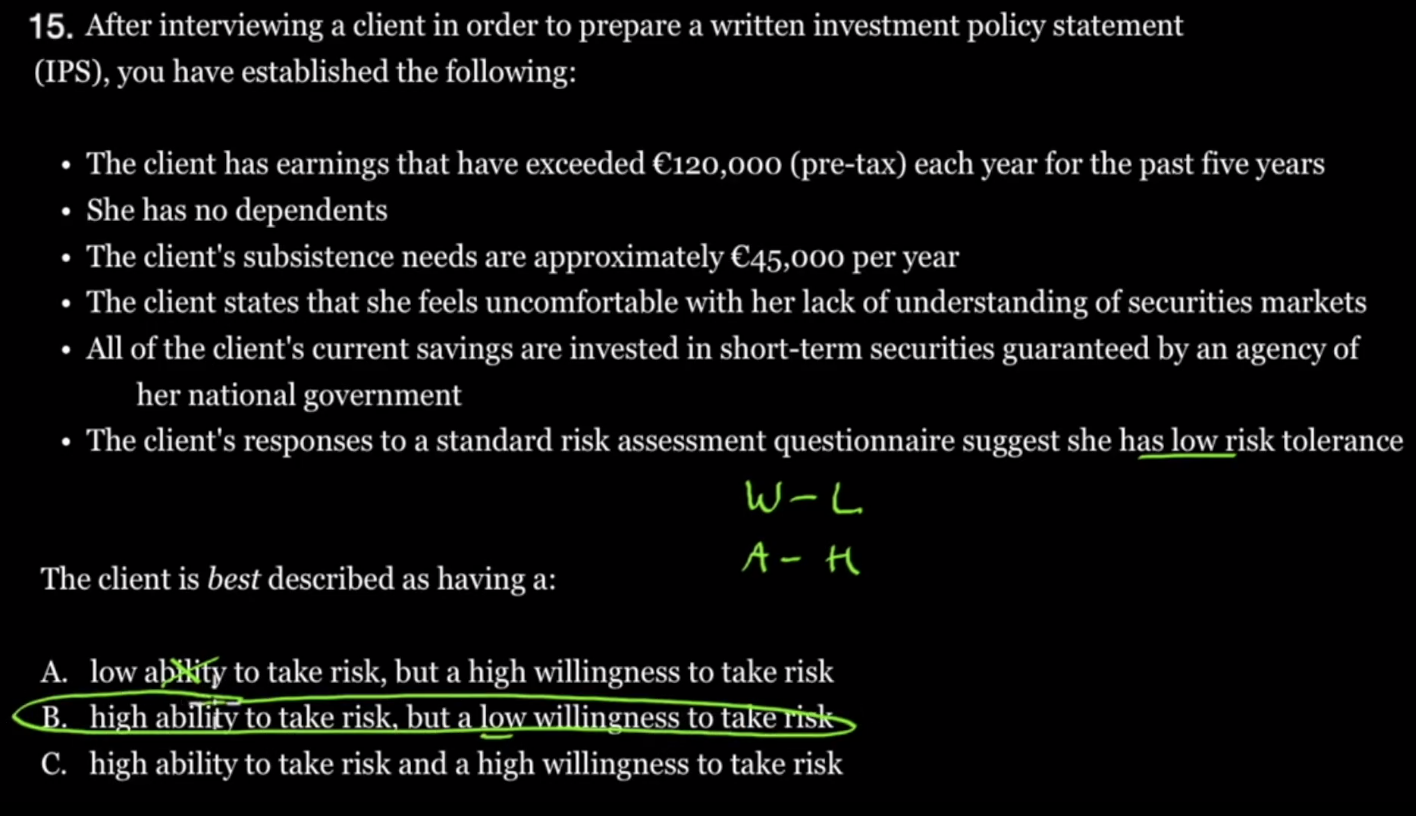 15. After interviewing a client in order to prepare a written investment policy statement
(IPS), you have established the following:
• The client has earnings that have exceeded €120,000 (pre-tax) each year for the past five years
• She has no dependents
• The client's subsistence needs are approximately €45,000 per year
• The client states that she feels uncomfortable with her lack of understanding of securities markets
• All of the client's current savings are invested in short-term securities guaranteed by an agency of
her national government
• The client's responses to a standard risk assessment questionnaire suggest she has low risk tolerance
W - L
A - H
The client is best described as having a:
A. low ability to take risk, but a high willingness to take risk
B. high ability to take risk, but a low willingness to take risk
C. high ability to take risk and a high willingness to take risk